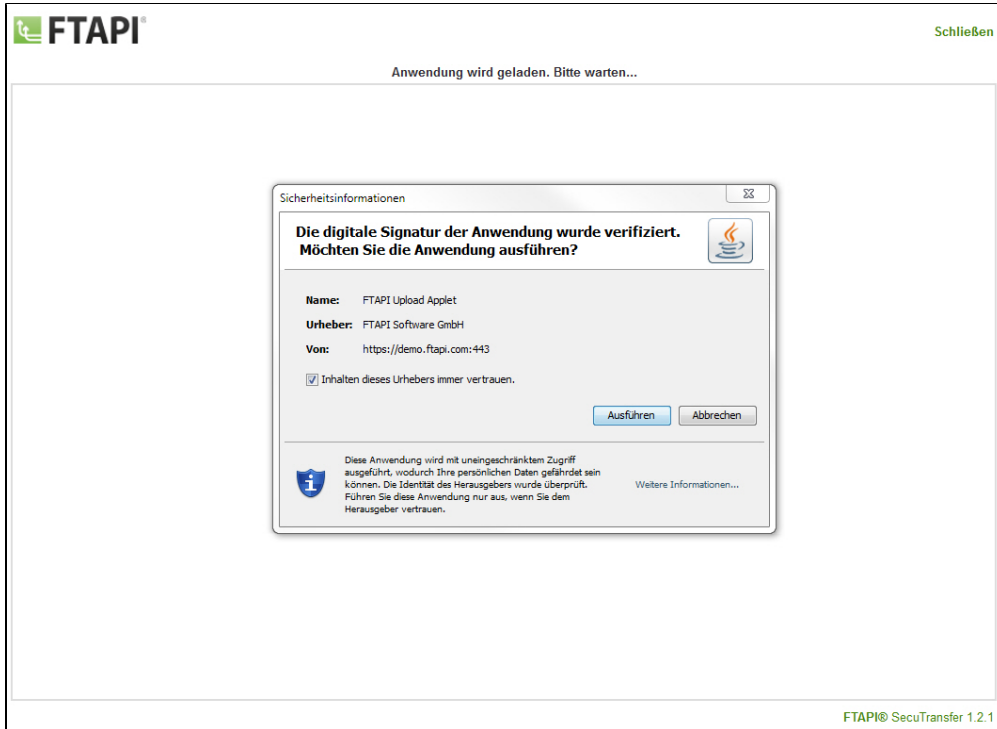 FTAPI®
Schließen
Anwendung wird geladen. Bitte warten...
Sicherheitsinformationen
Die digitale Signatur der Anwendung wurde verifiziert.
Möchten Sie die Anwendung ausführen?
Name: FTAPI Upload Applet
Urheber: FTAPI Software GmbH
Von: https://demo.ftapi.com:443
Inhalten dieses Urhebers immer vertrauen.
Ausführen Abbrechen
Diese Anwendung wird mit uneingeschränktem Zugriff
ausgeführt, wodurch Ihre persönlichen Daten gefährdet sein
können. Die Identität des Herausgebers wurde überprüft.
Führen Sie diese Anwendung nur aus, wenn Sie dem
Herausgeber vertrauen.
Weitere Informationen...
FTAPI® SecuTransfer 1.2.1